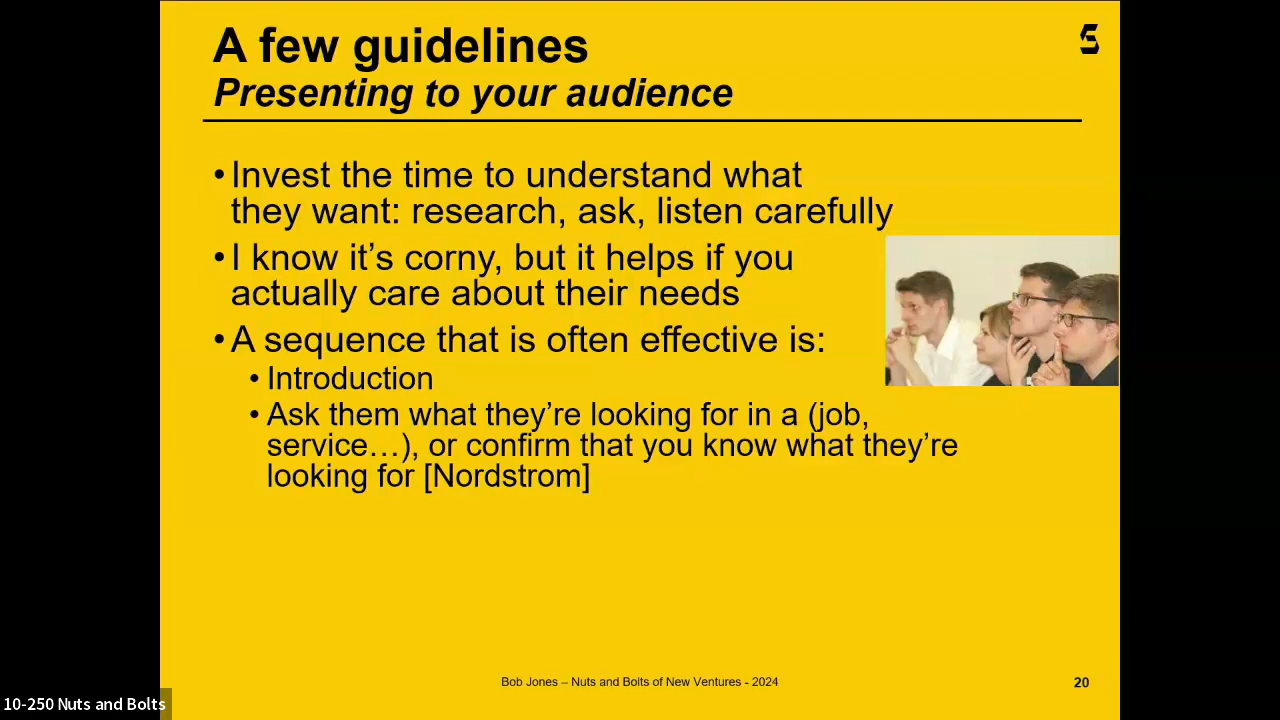 A few guidelines
Presenting to your audience
•Invest the time to understand what
they want: research, ask, listen carefully
•I know it’s corny, but it helps if you
actually care about their needs
•A sequence that is often effective is:
• Introduction
• Ask them what they’re looking for in a (job,
service…), or confirm that you know what they’re
looking for [Nordstrom]
Bob Jones – Nuts and Bolts of New Ventures - 2024
20
10-250 Nuts and Bolts